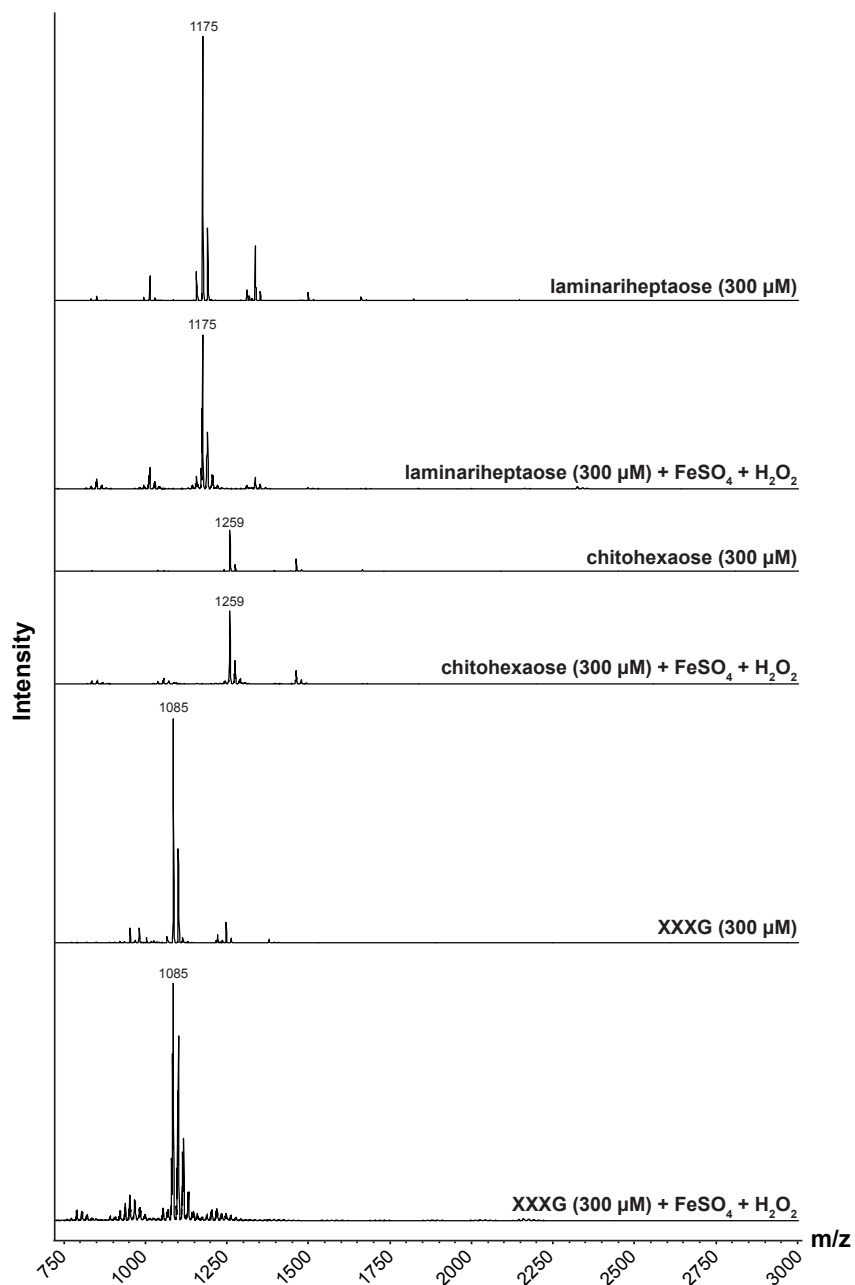 1175
laminariheptaose (300 µM)
1175
laminariheptaose (300 µM) + FeSO₄ + H₂O₂
1259
chitohexaose (300 µM)
1259
chitohexaose (300 µM) + FeSO₄ + H₂O₂
Intensity
1085
XXXG (300 µM)
1085
XXXG (300 µM) + FeSO₄ + H₂O₂
m/z
750 1000 1250 1500 1750 2000 2250 2500 2750 3000